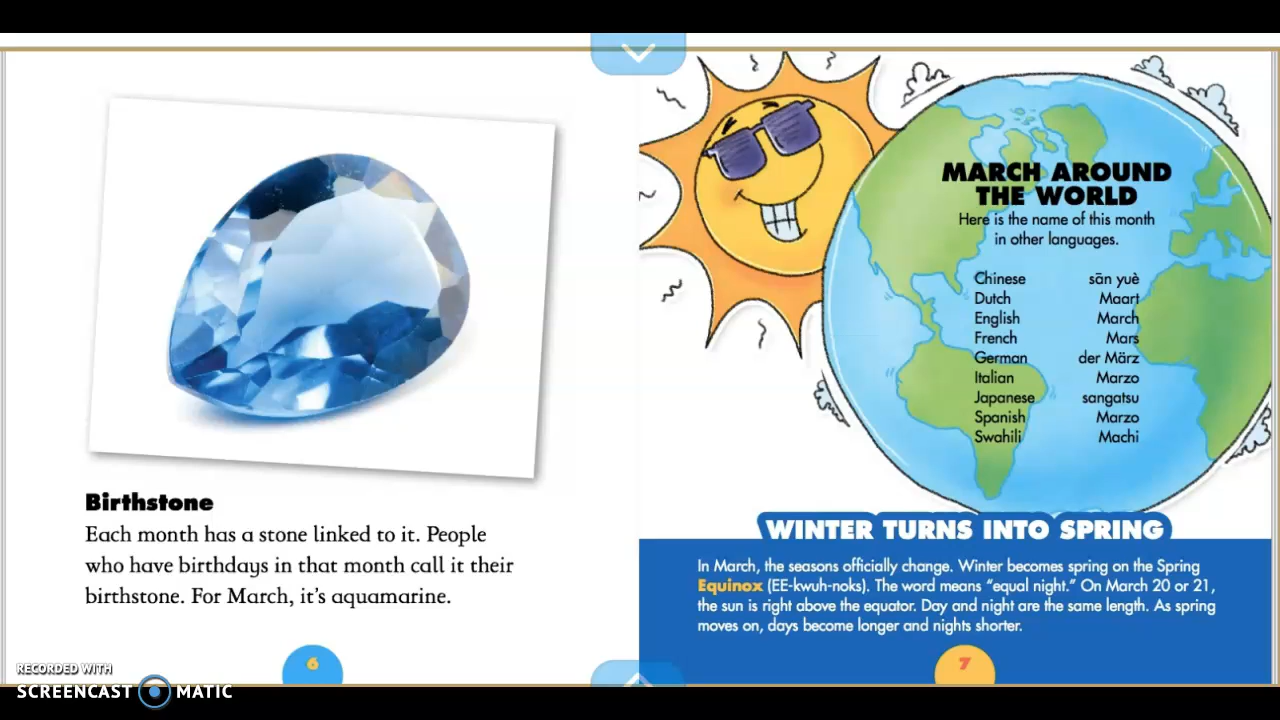 Birthstone
Each month has a stone linked to it. People
who have birthdays in that month call it their
birthstone. For March, it's aquamarine.
6
MARCH AROUND
THE WORLD
Here is the name of this month
in other languages.
Chinese sān yuè
Dutch Maart
English March
French Mars
German der März
Italian Marzo
Japanese sangatsu
Spanish Marzo
Swahili Machi
WINTER TURNS INTO SPRING
In March, the seasons officially change. Winter becomes spring on the Spring
Equinox (EE-kwuh-noks). The word means “equal night.” On March 20 or 21,
the sun is right above the equator. Day and night are the same length. As spring
moves on, days become longer and nights shorter.
7
RECORDED WITH
SCREENCAST MATIC